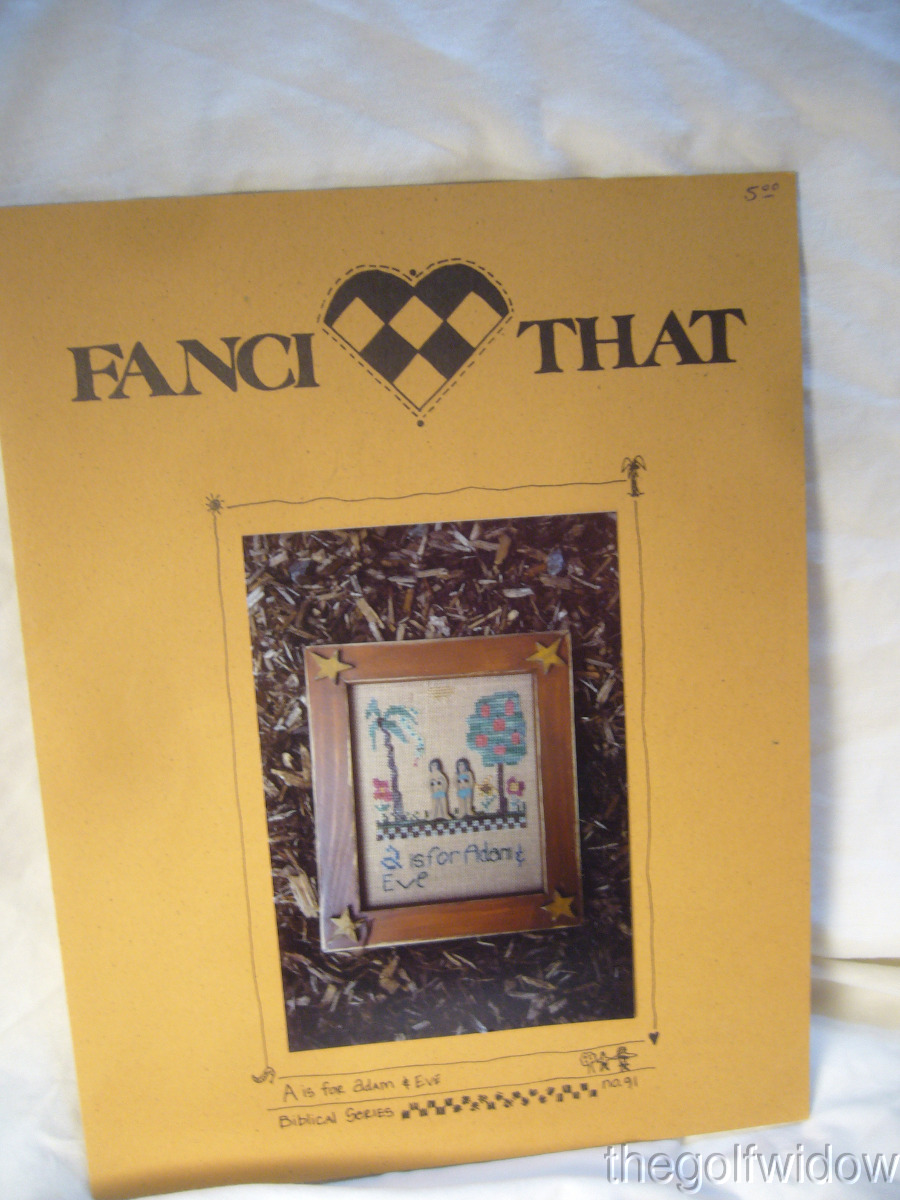 5.00
FANCI THAT
a is for Adam &
Eve
A is for adam & Eve
Biblical Series no. 91
thegolfwidow